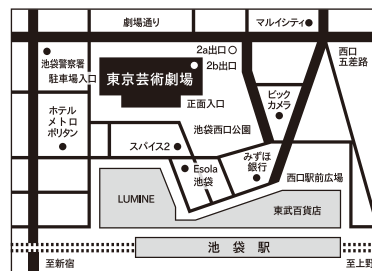 劇場通り
マルイシティ
2a出口
2b出口
西口
五差路
池袋警察署
駐車場入口
東京芸術劇場
正面入口
ビック
カメラ
ホテル
メトロ
ポリタン
池袋西口公園
スパイス2
Esola
池袋
みずほ
銀行
西口駅前広場
LUMINE
東武百貨店
池袋駅
至新宿
至上野